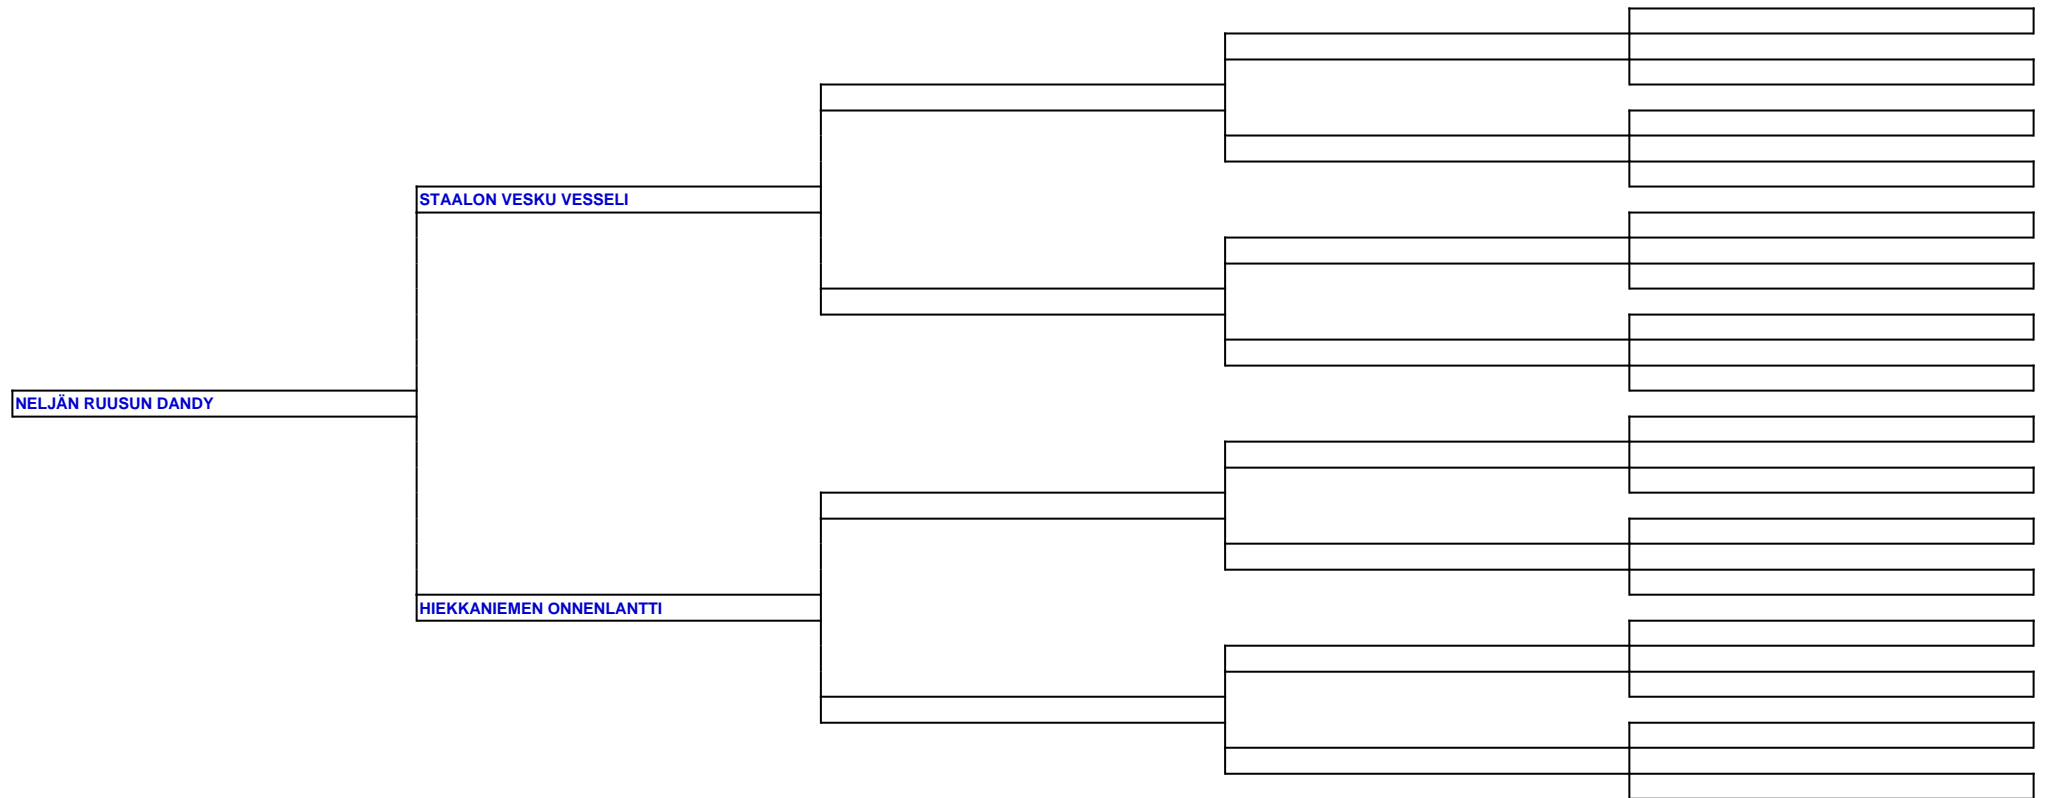 STAALON VESKU VESSELI
NELJÄN RUUSUN DANDY
HIEKKANIEMEN ONNENLANTTI